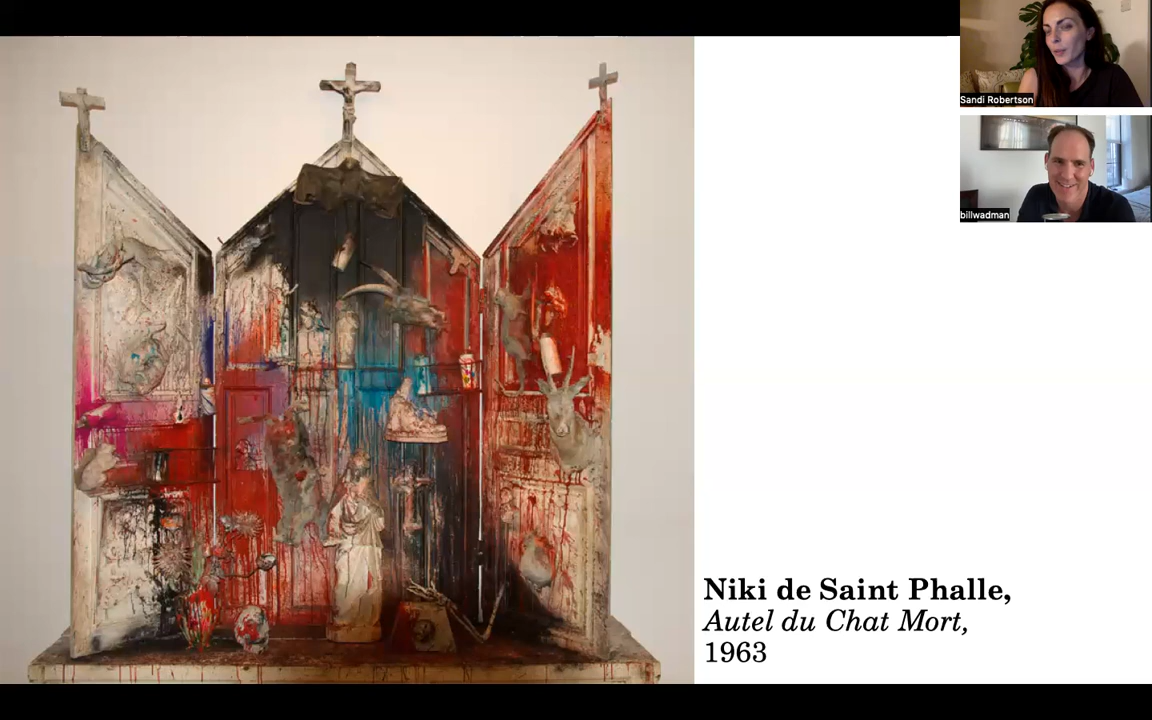 Sandi Robertson
billwadman
Niki de Saint Phalle,
Autel du Chat Mort,
1963